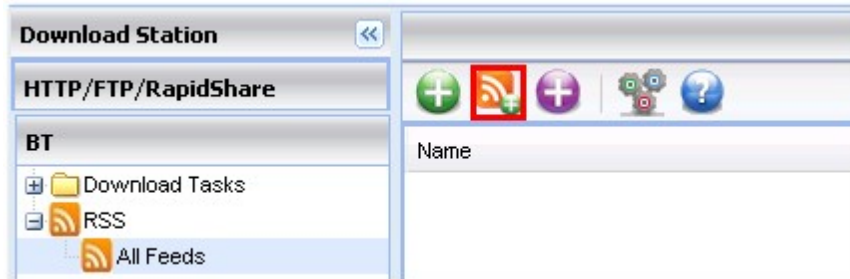 Download Station
HTTP/FTP/RapidShare
BT
Download Tasks
RSS
All Feeds
Name